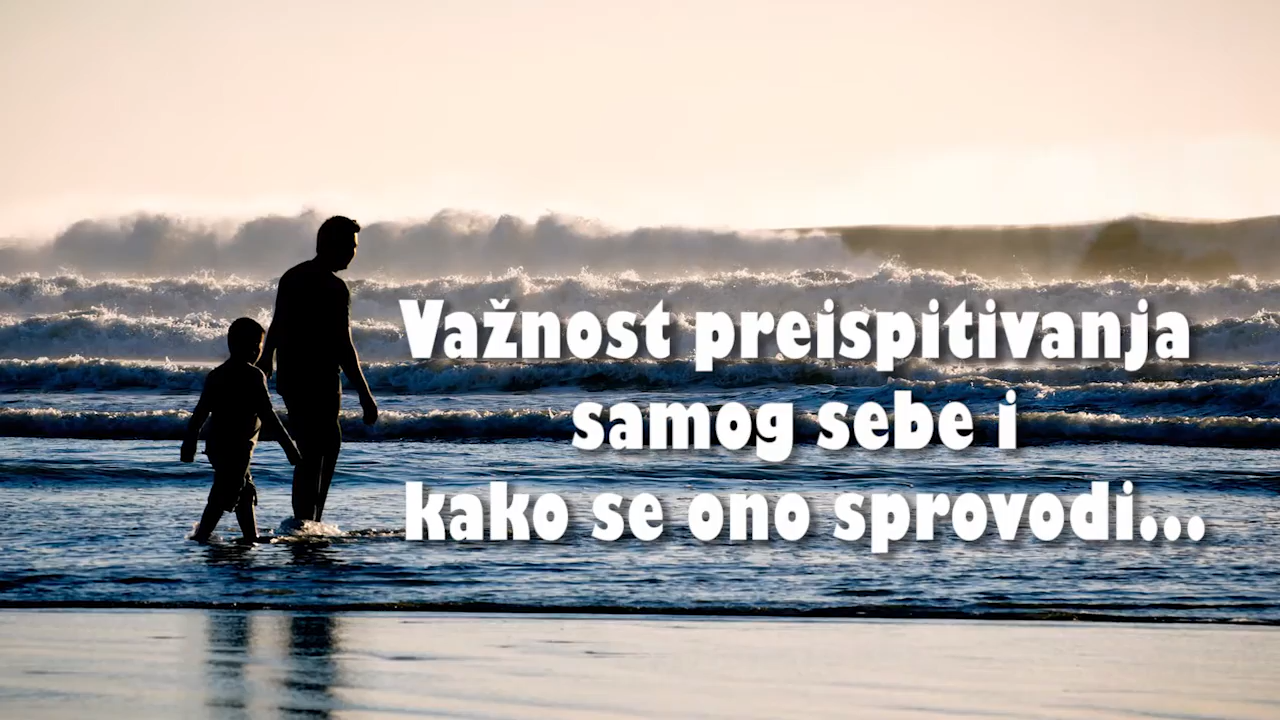 Važnost preispitivanja
samog sebe i
kako se ono sprovodi...